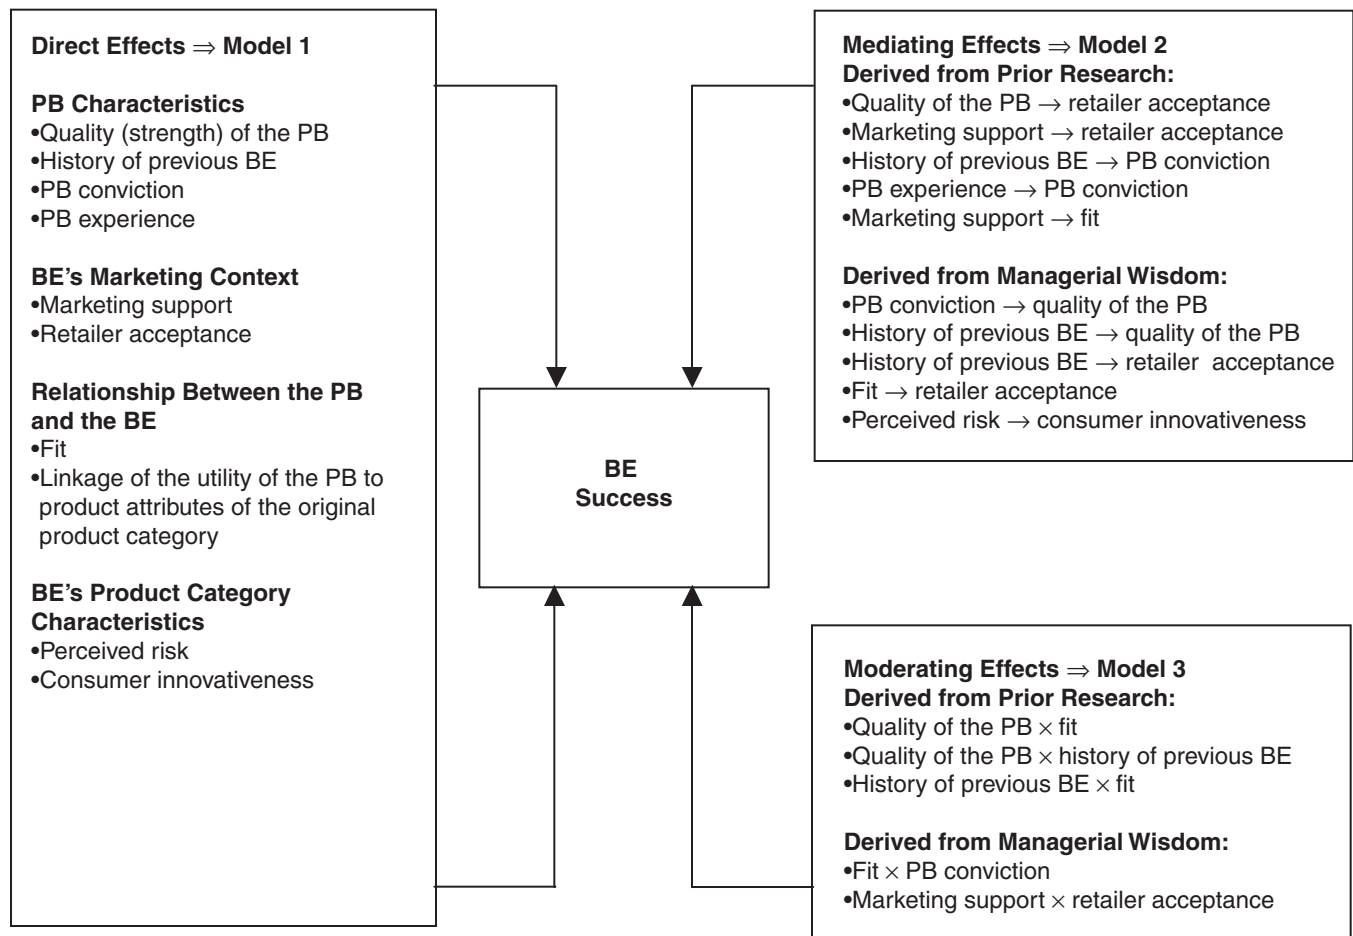 Direct Effects ⇒ Model 1
PB Characteristics
•Quality (strength) of the PB
•History of previous BE
•PB conviction
•PB experience
BE’s Marketing Context
•Marketing support
•Retailer acceptance
Relationship Between the PB
and the BE
•Fit
•Linkage of the utility of the PB to
product attributes of the original
product category
BE’s Product Category
Characteristics
•Perceived risk
•Consumer innovativeness
BE
Success
Mediating Effects ⇒ Model 2
Derived from Prior Research:
•Quality of the PB → retailer acceptance
•Marketing support → retailer acceptance
•History of previous BE → PB conviction
•PB experience → PB conviction
•Marketing support → fit
Derived from Managerial Wisdom:
•PB conviction → quality of the PB
•History of previous BE → quality of the PB
•History of previous BE → retailer acceptance
•Fit → retailer acceptance
•Perceived risk → consumer innovativeness
Moderating Effects ⇒ Model 3
Derived from Prior Research:
•Quality of the PB × fit
•Quality of the PB × history of previous BE
•History of previous BE × fit
Derived from Managerial Wisdom:
•Fit × PB conviction
•Marketing support × retailer acceptance